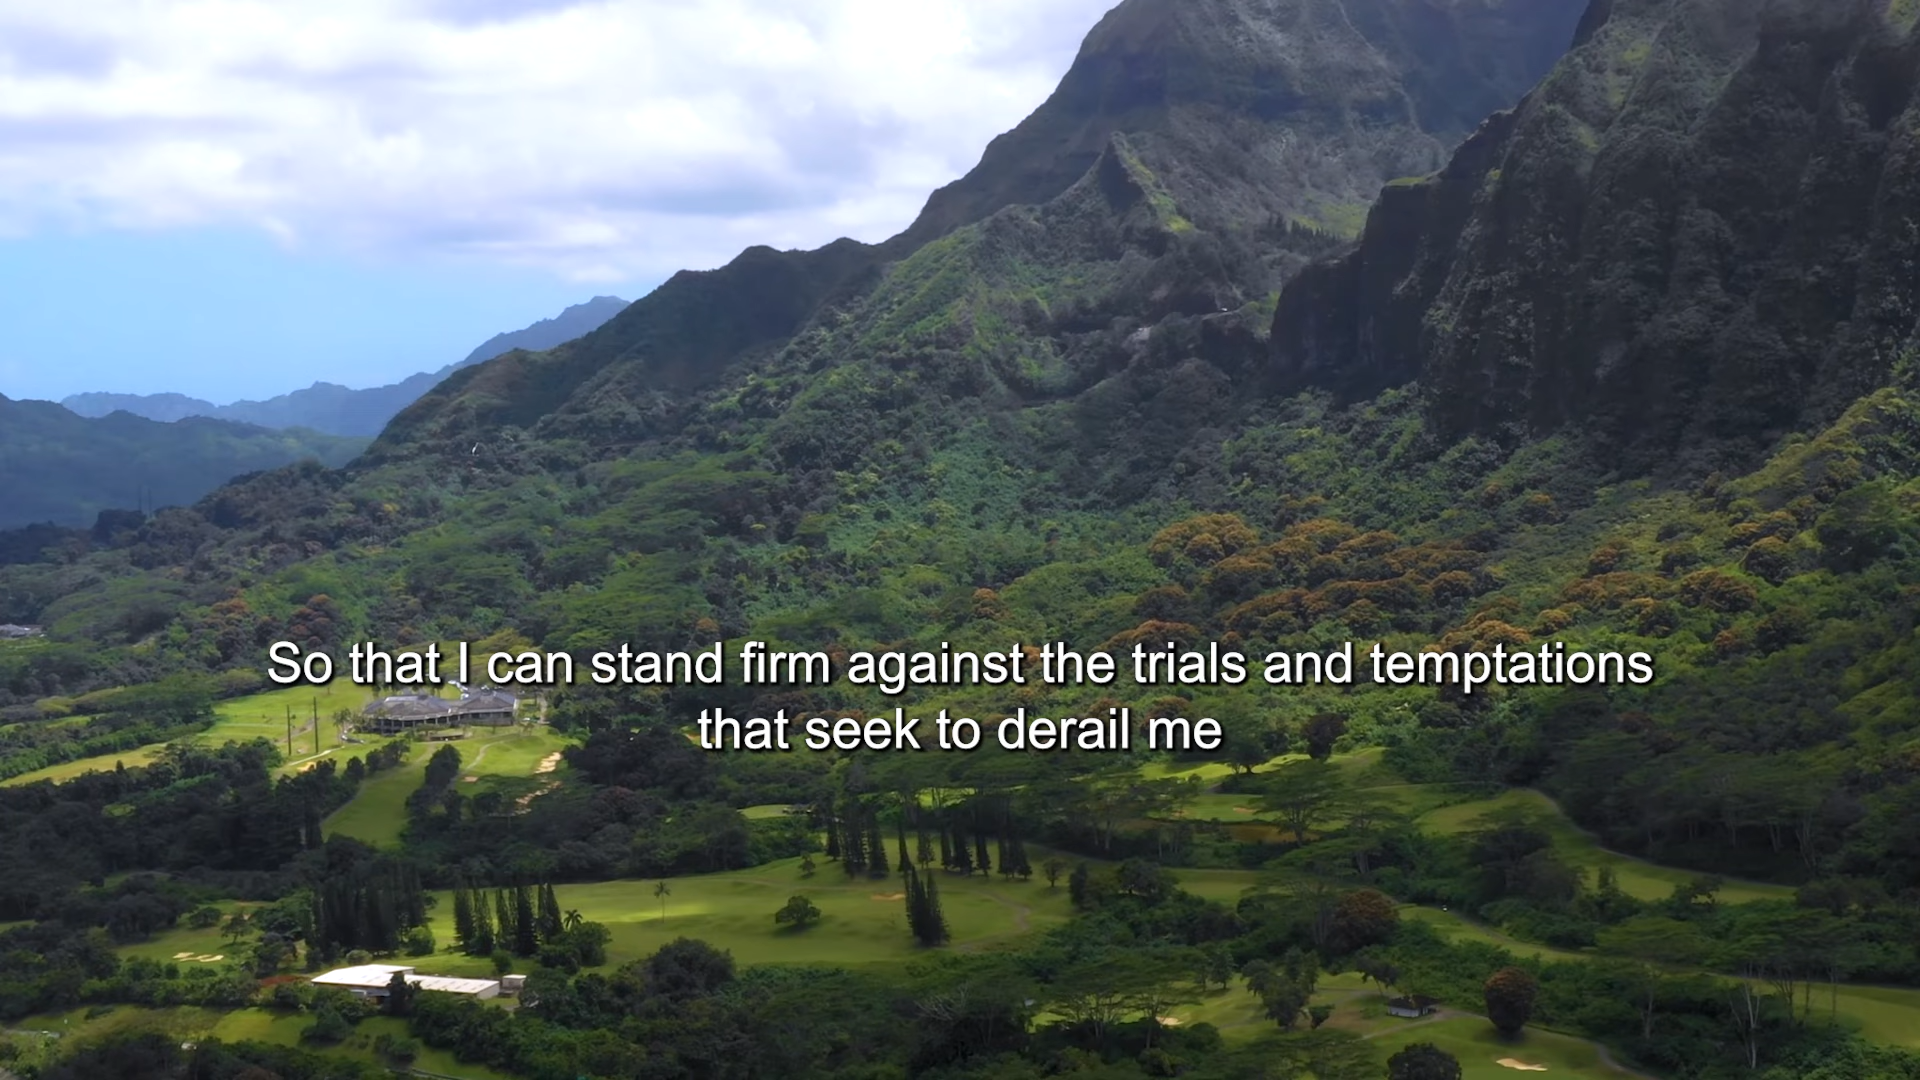 So that I can stand firm against the trials and temptations
that seek to derail me